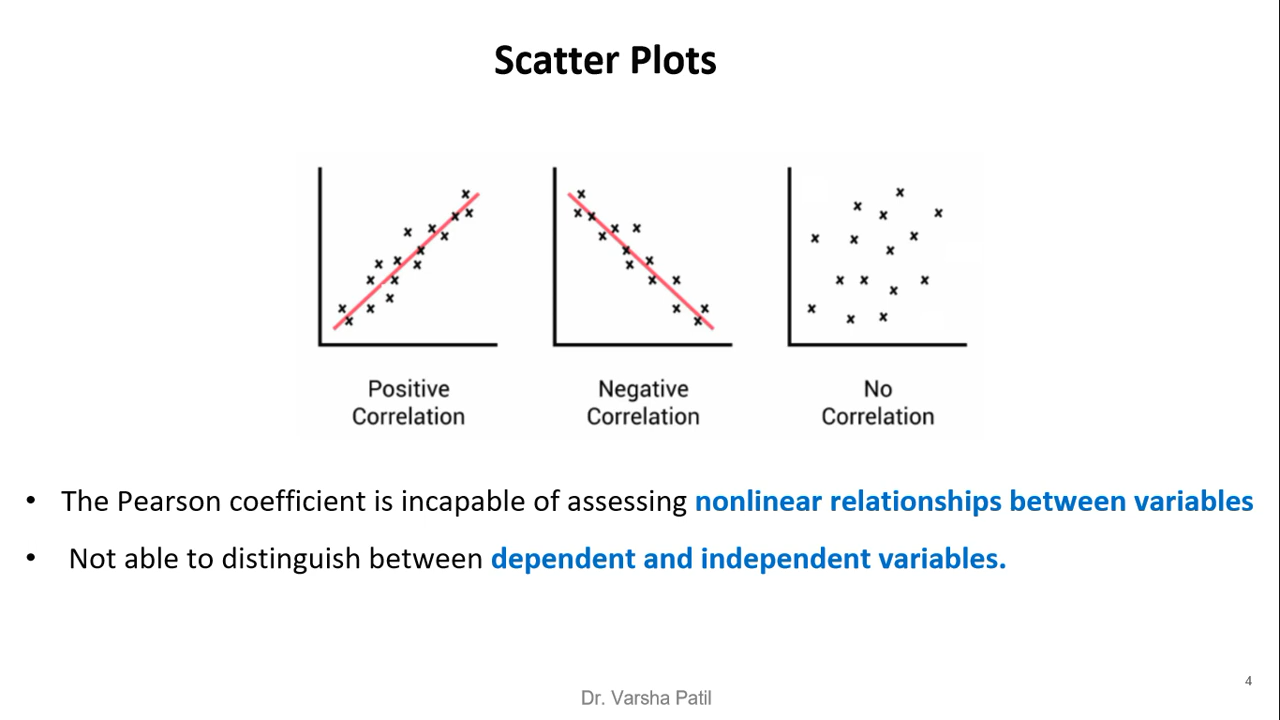 Scatter Plots
Positive
Correlation
Negative
Correlation
No
Correlation
• The Pearson coefficient is incapable of assessing nonlinear relationships between variables
• Not able to distinguish between dependent and independent variables.
Dr. Varsha Patil
4